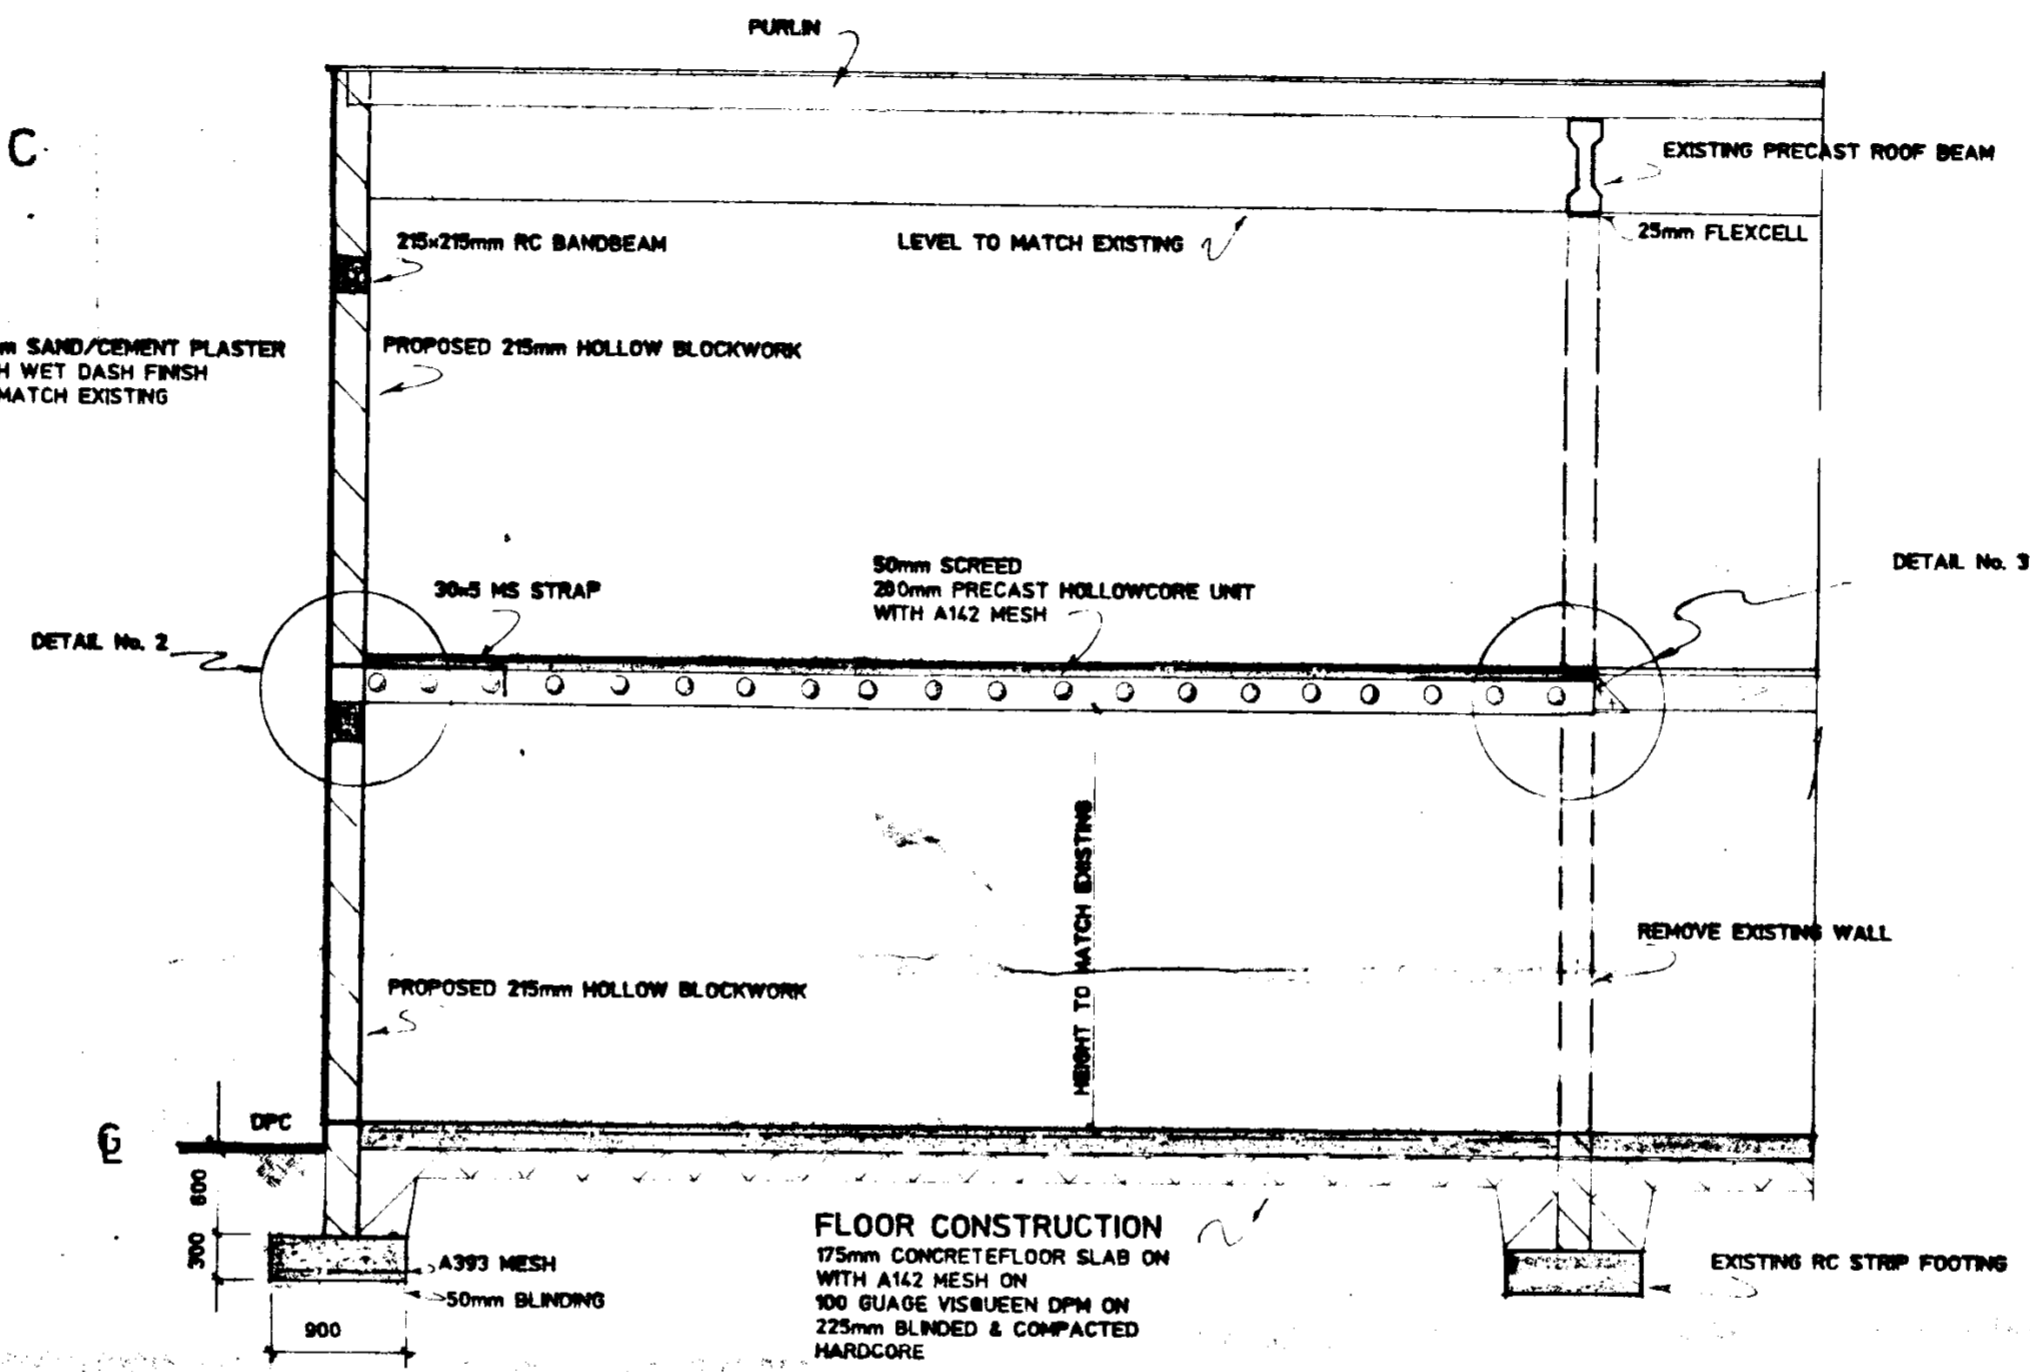 PURLIN
C
EXISTING PRECAST ROOF BEAM
215x215mm RC BANDBEAM
LEVEL TO MATCH EXISTING
25mm FLEXCELL
m SAND/CEMENT PLASTER
H WET DASH FINISH
MATCH EXISTING
PROPOSED 215mm HOLLOW BLOCKWORK
30x5 MS STRAP
50mm SCREED
200mm PRECAST HOLLOWCORE UNIT
WITH A142 MESH
DETAIL No. 3
DETAIL No. 2
HEIGHT TO MATCH EXISTING
REMOVE EXISTING WALL
PROPOSED 215mm HOLLOW BLOCKWORK
DPC
G
600
300
A393 MESH
50mm BLINDING
900
FLOOR CONSTRUCTION
175mm CONCRETEFLOOR SLAB ON
WITH A142 MESH ON
100 GUAGE VISQUEEN DPM ON
225mm BLINDED & COMPACTED
HARDCORE
EXISTING RC STRIP FOOTING